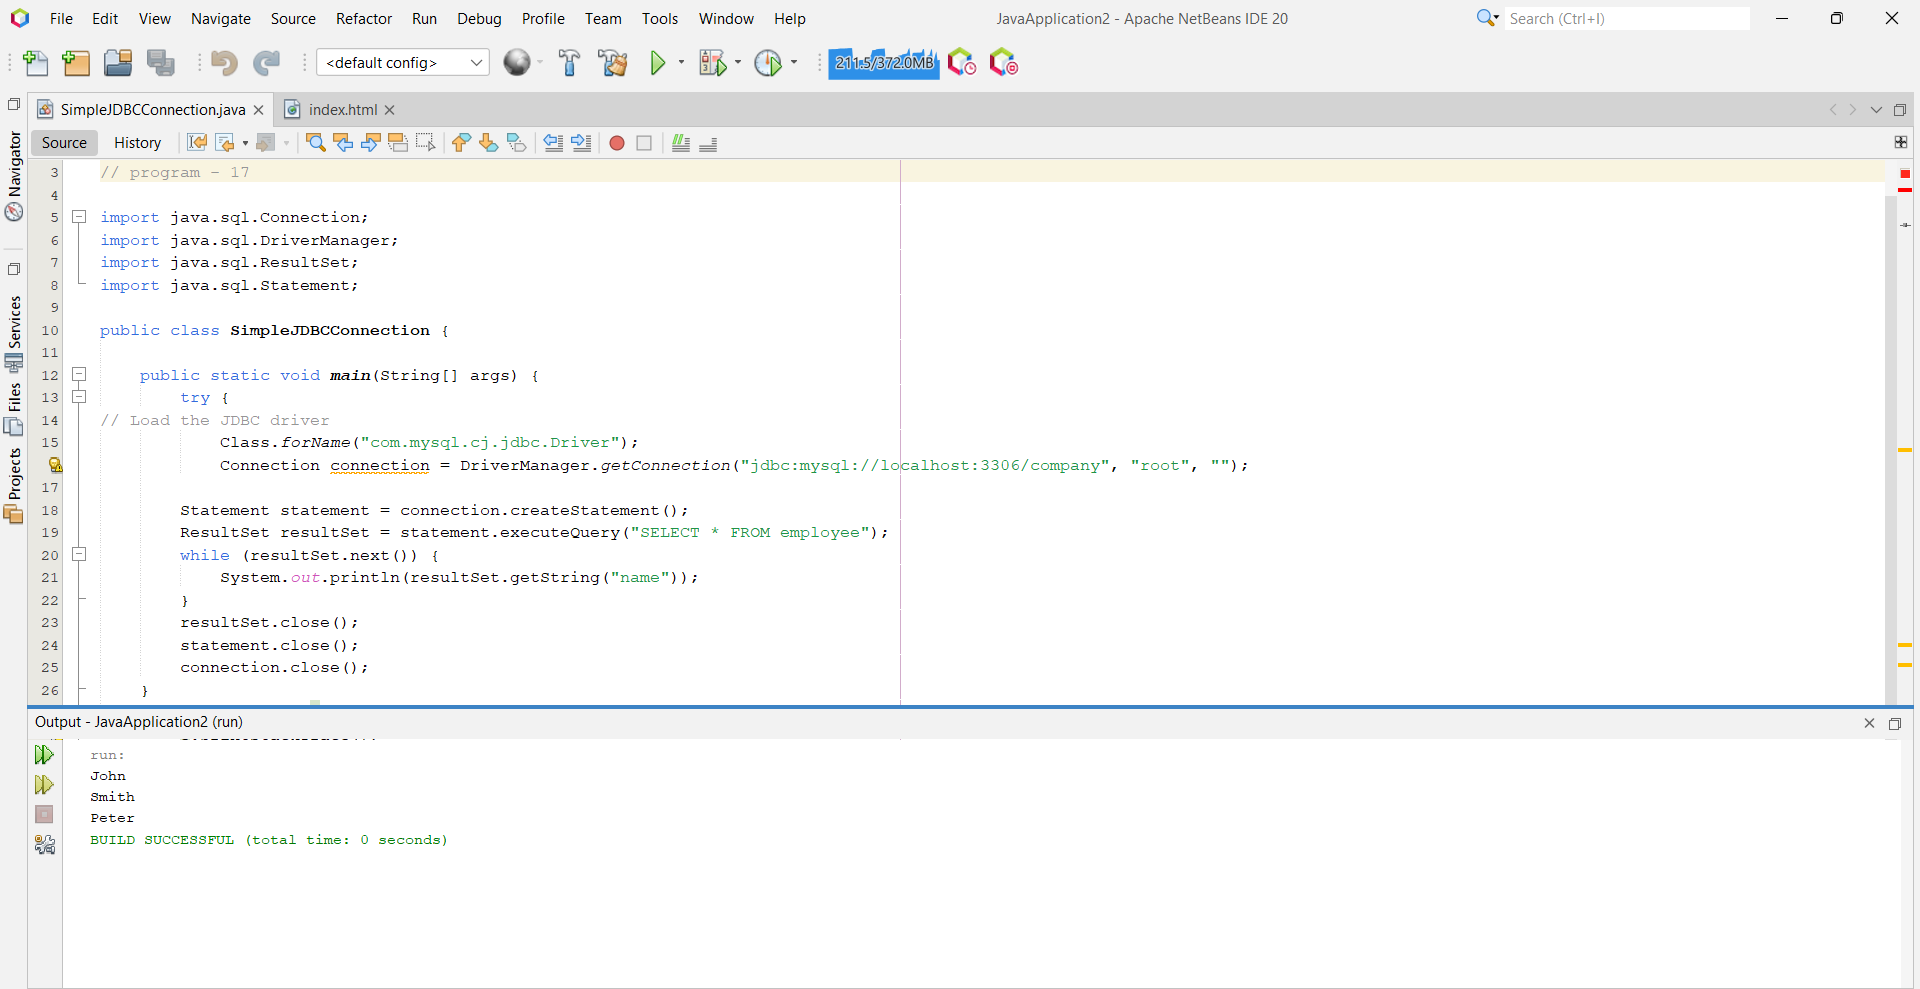 File Edit View Navigate Source Refactor Run Debug Profile Team Tools Window Help
JavaApplication2 - Apache NetBeans IDE 20
Search (Ctrl+I)
<default config>
211.5/372.0MB
SimpleJDBCConnection.java
index.html
Source History
Navigator
Services
Files
Projects
3 // program - 17
4
5 import java.sql.Connection;
6 import java.sql.DriverManager;
7 import java.sql.ResultSet;
8 import java.sql.Statement;
9
10 public class SimpleJDBCConnection {
11
12 public static void main(String[] args) {
13 try {
14 // Load the JDBC driver
15 Class.forName("com.mysql.cj.jdbc.Driver");
Connection connection = DriverManager.getConnection("jdbc:mysql://localhost:3306/company", "root", "");
17
18 Statement statement = connection.createStatement();
19 ResultSet resultSet = statement.executeQuery("SELECT * FROM employee");
20 while (resultSet.next()) {
21 System.out.println(resultSet.getString("name"));
22 }
23 resultSet.close();
24 statement.close();
25 connection.close();
26 }
Output - JavaApplication2 (run)
run:
John
Smith
Peter
BUILD SUCCESSFUL (total time: 0 seconds)